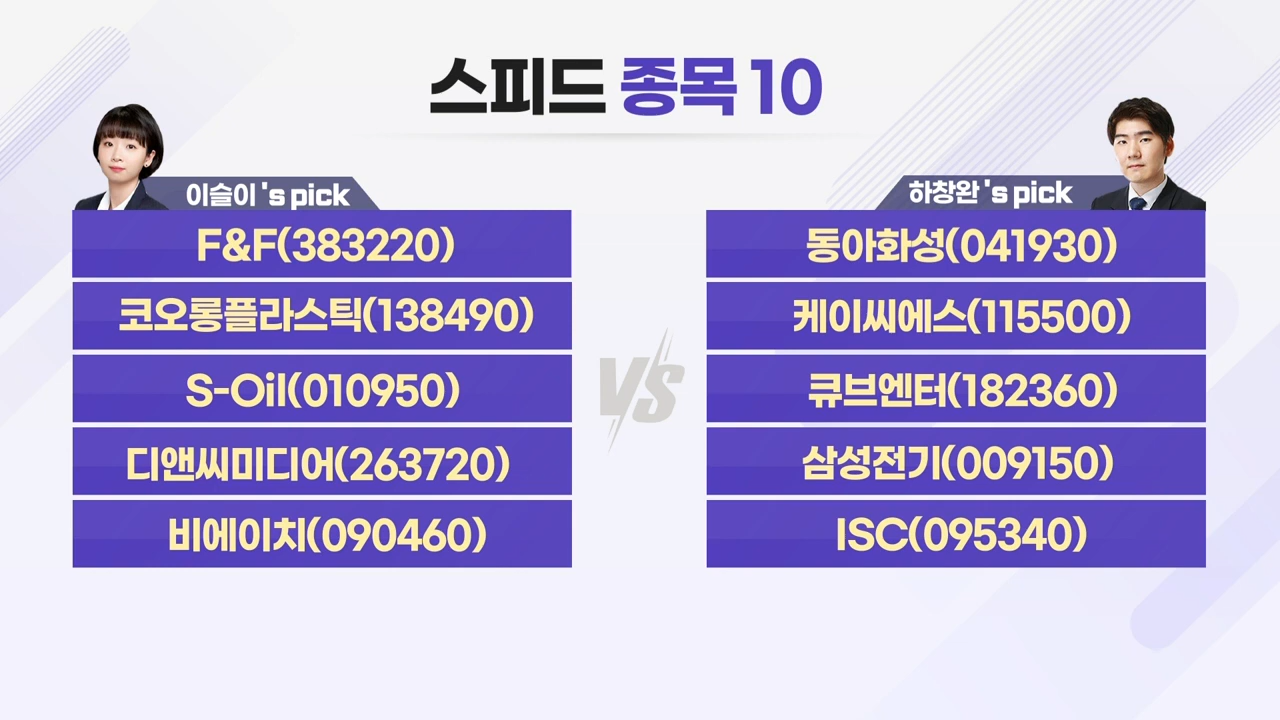 스피드 종목 10
이슬이 's pick
F&F(383220)
코오롱플라스틱(138490)
S-Oil(010950)
디앤씨미디어(263720)
비에이치(090460)
VS
하창완 's pick
동아화성(041930)
케이씨에스(115500)
큐브엔터(182360)
삼성전기(009150)
ISC(095340)